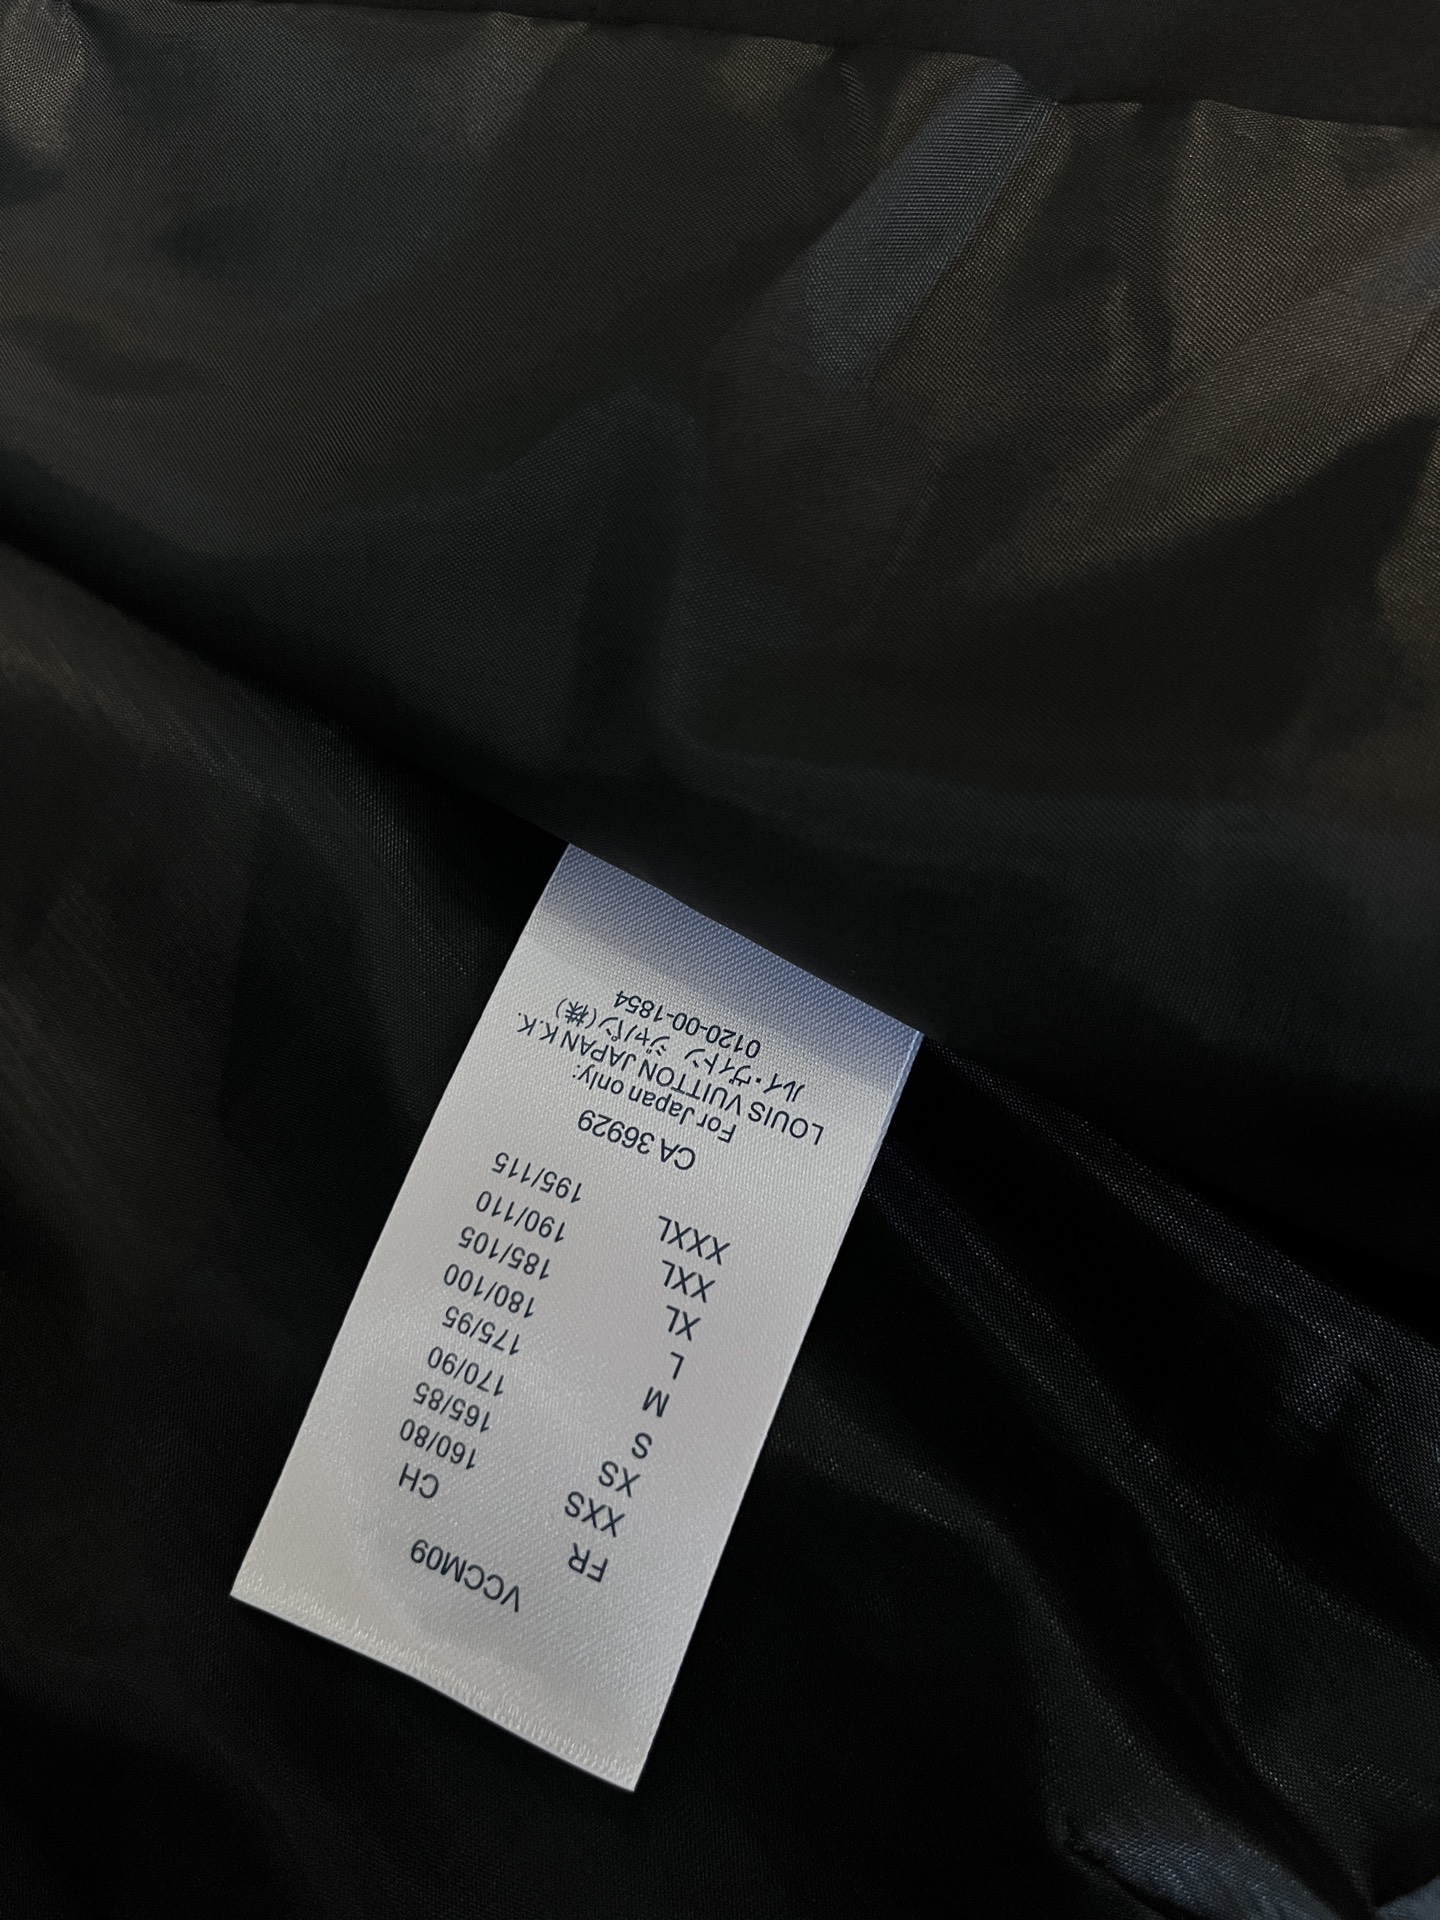 VCCM09
FR CH
XXS 160/80
XS 165/85
S 170/90
M 175/95
L 180/100
XL 185/105
XXL 190/110
XXXL 195/115
CA 36929
For Japan only:
LOUIS VUITTON JAPAN K.K.
ルイ・ヴィトン ジャパン(株)
0120-00-1854